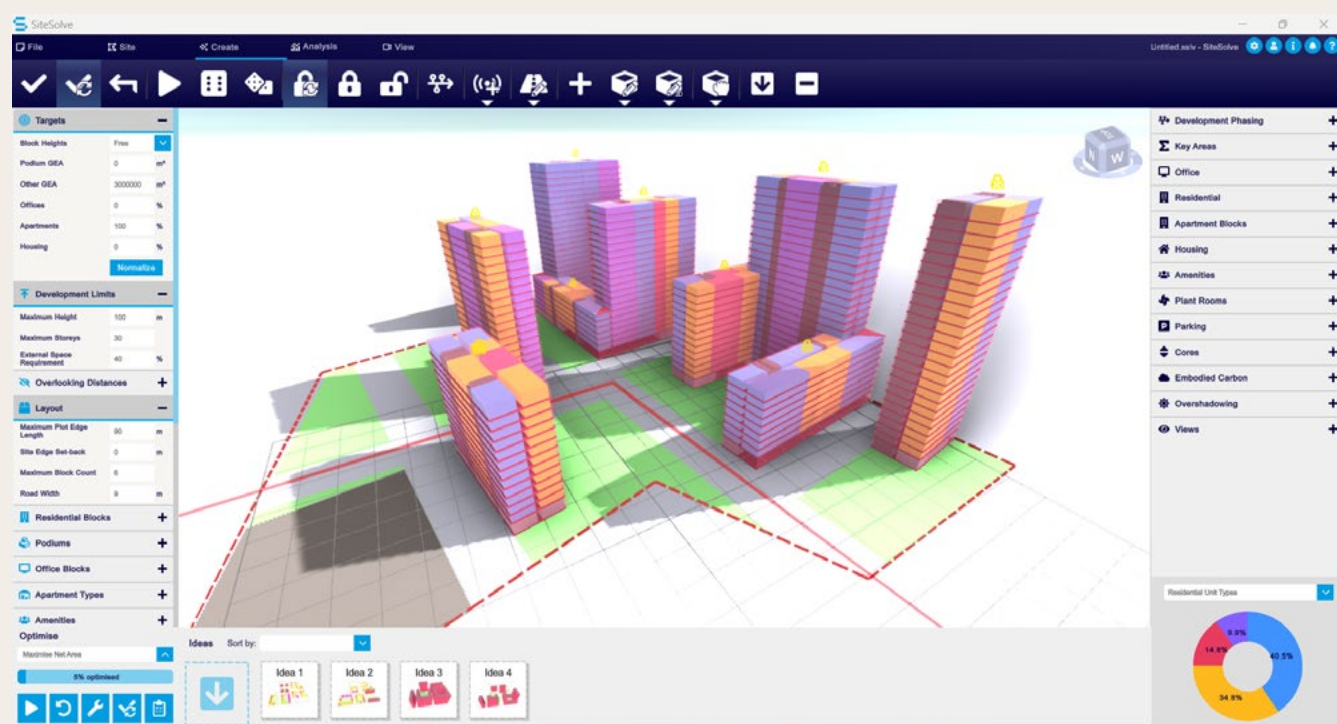 SiteSolve
File Site Create Analysis View Untitled.sslv - SiteSolve
Targets
Block Heights Free
Podium GEA 0 m²
Other GEA 3000000 m²
Offices 0 %
Apartments 100 %
Housing 0 %
Normalize
Development Limits
Maximum Height 100 m
Maximum Storeys 30
External Space
Requirement 40 %
Overlooking Distances
Layout
Maximum Plot Edge
Length 90 m
Site Edge Set-back 0 m
Maximum Block Count 6
Road Width 9 m
Residential Blocks
Podiums
Office Blocks
Apartment Types
Amenities
Optimise
Maximise Net Area
5% optimised
N W
Ideas Sort by:
Idea 1 Idea 2 Idea 3 Idea 4
Development Phasing
Key Areas
Office
Residential
Apartment Blocks
Housing
Amenities
Plant Rooms
Parking
Cores
Embodied Carbon
Overshadowing
Views
Residential Unit Types
9.9%
14.8%
40.5%
34.8%